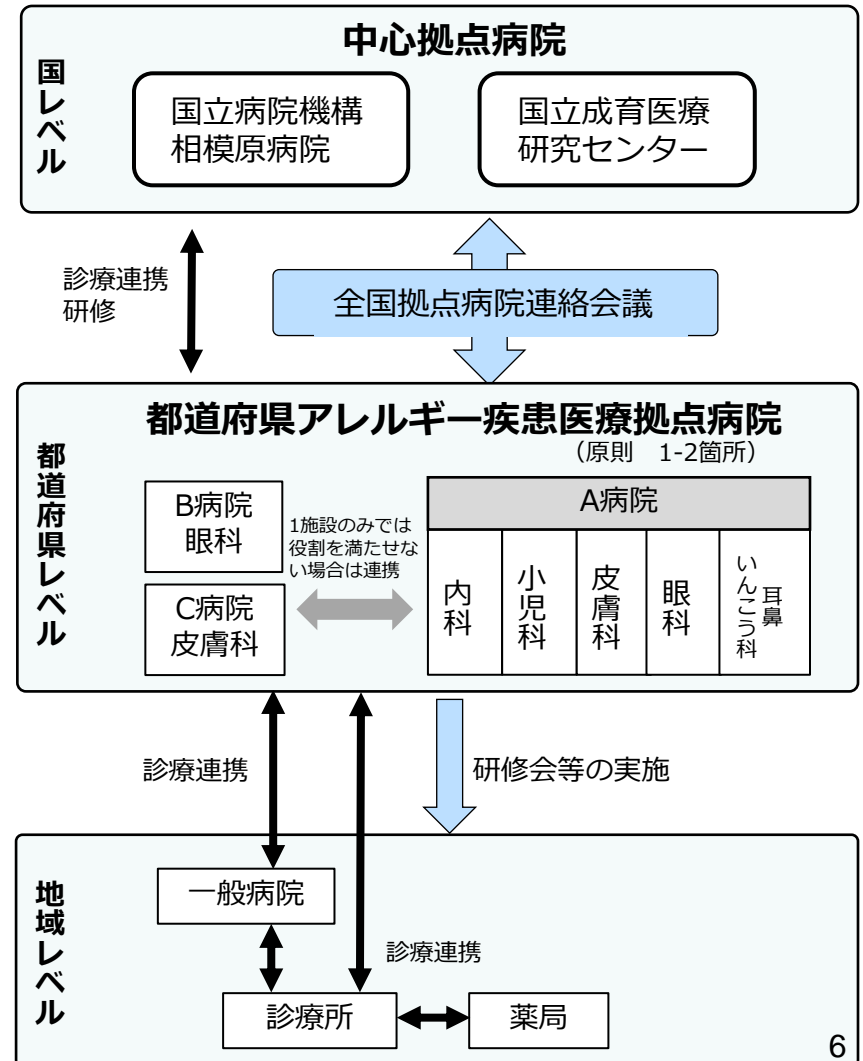 中心拠点病院
国レベル
国立病院機構
相模原病院
国立成育医療
研究センター
診療連携
研修
全国拠点病院連絡会議
都道府県アレルギー疾患医療拠点病院
（原則　1-2箇所）
都道府県レベル
B病院
眼科
C病院
皮膚科
1施設のみでは
役割を満たせな
い場合は連携
A病院
内科
小児科
皮膚科
眼科
耳鼻
いんこう科
診療連携
研修会等の実施
地域レベル
一般病院
診療連携
診療所
薬局
6